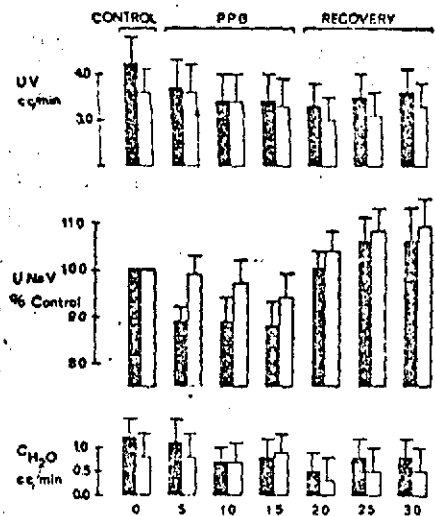 CONTROL PPG RECOVERY
UV
cc/min
4.0
3.0
UNaV
% Control
110
100
90
80
CH2O
cc/min
1.0
0.5
0.0
0 5 10 15 20 25 30